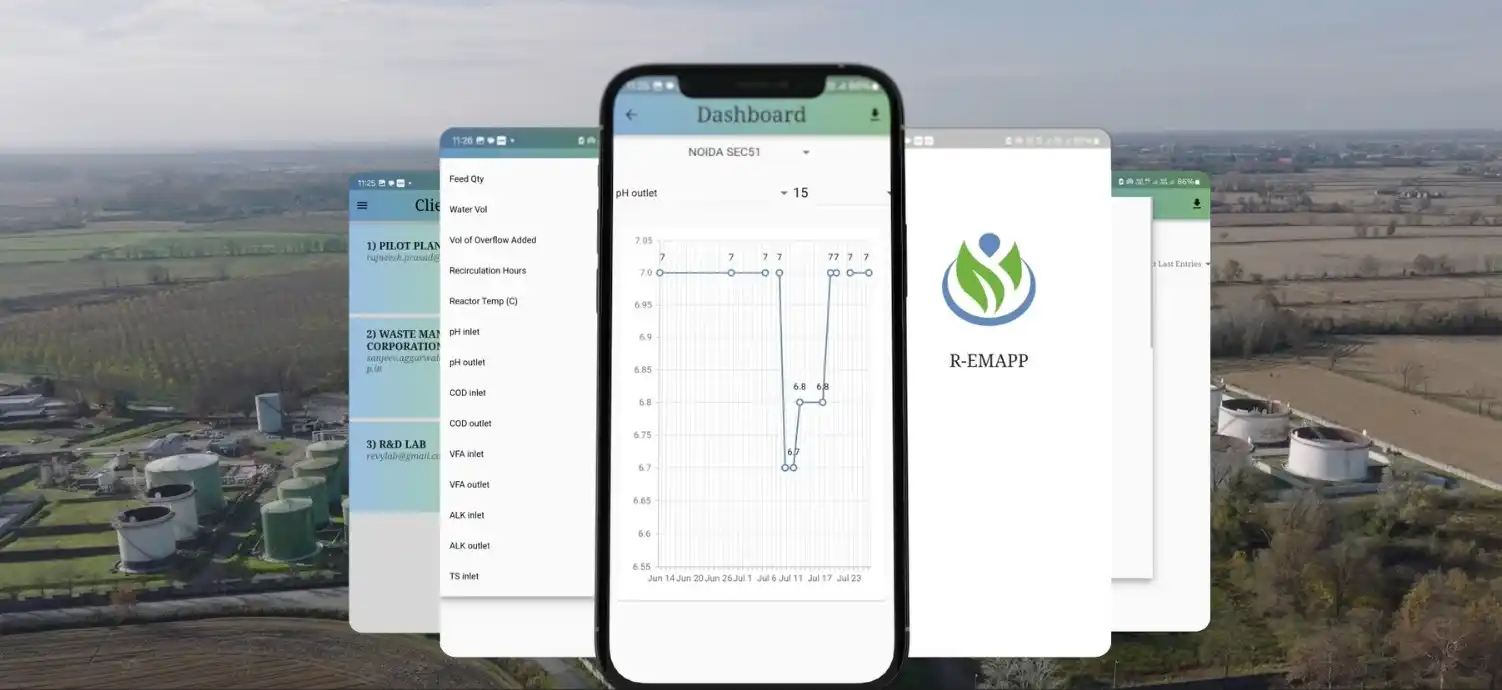 11:25
Clie
1) PILOT PLAN
rajneesh.prasad@
2) WASTE MAN
CORPORATION
sanjeev.aggarwal
p.in
3) R&D LAB
revylab@gmail.co
11:26
Feed Qty
Water Vol
Vol of Overflow Added
Recirculation Hours
Reactor Temp (C)
pH inlet
pH outlet
COD inlet
COD outlet
VFA inlet
VFA outlet
ALK inlet
ALK outlet
TS inlet
Dashboard
NOIDA SEC51
pH outlet 15
7.05
7 7 7 7 7 7 7 7
7.0
6.95
6.9
6.85
6.8 6.8
6.8
6.75
6.7
6.7
6.65
6.6
6.55
Jun 14 Jun 20 Jun 26 Jul 1 Jul 6 Jul 11 Jul 17 Jul 23
R-EMAPP
86%
Last Entries